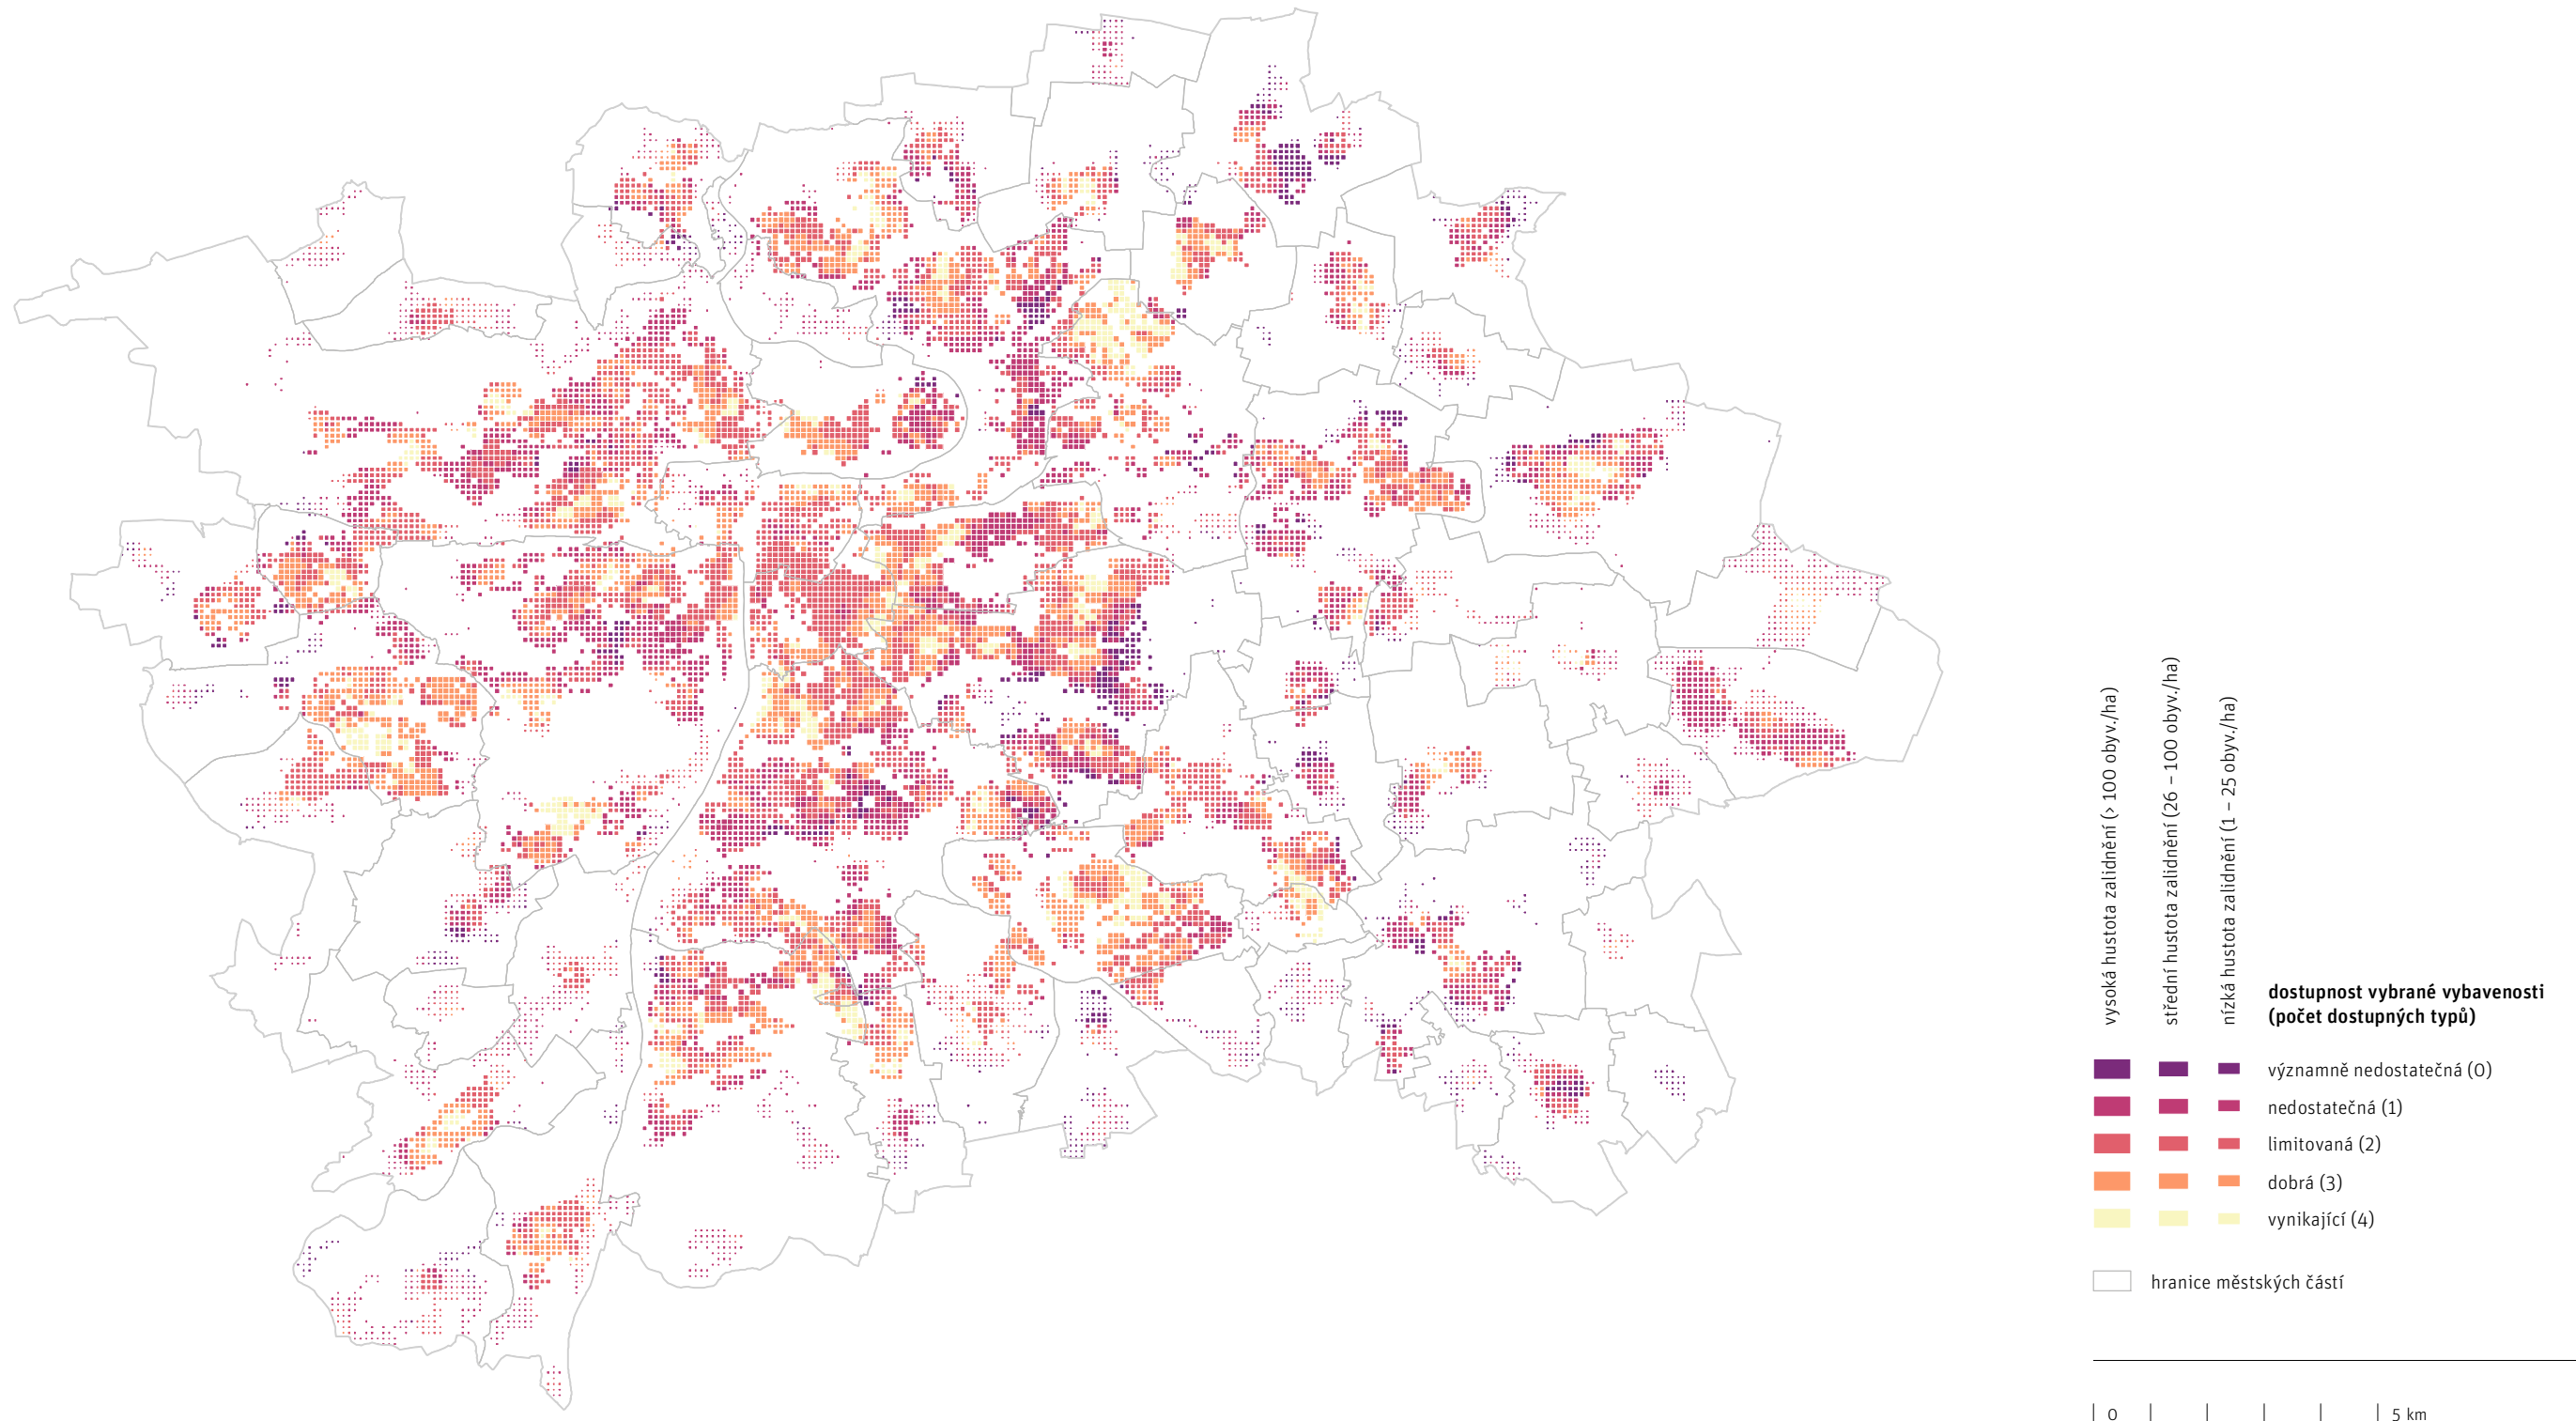 vysoká hustota zalidnění (> 100 obyv./ha)
střední hustota zalidnění (26 – 100 obyv./ha)
nízká hustota zalidnění (1 – 25 obyv./ha)
dostupnost vybrané vybavenosti
(počet dostupných typů)
významně nedostatečná (0)
nedostatečná (1)
limitovaná (2)
dobrá (3)
vynikající (4)
hranice městských částí
0 5 km